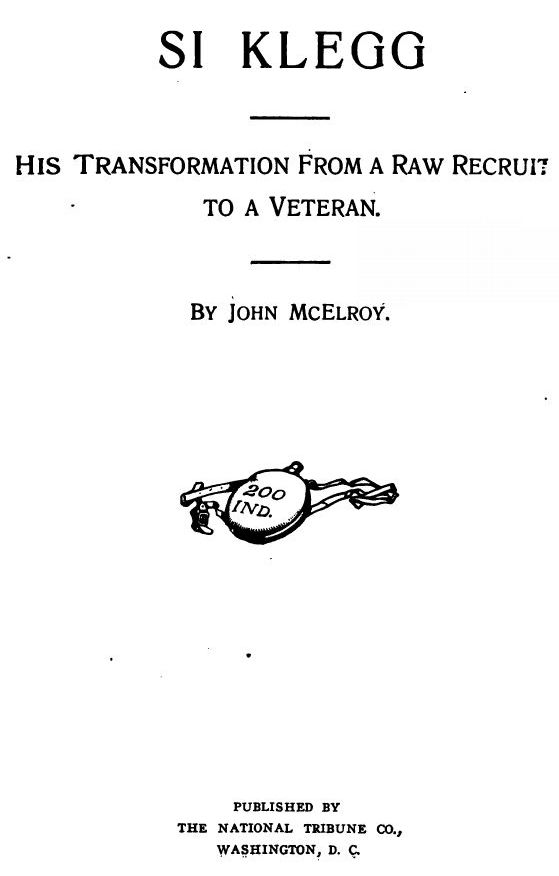 SI KLEGG
HIS TRANSFORMATION FROM A RAW RECRUIT
TO A VETERAN.
BY JOHN MCELROY.
200
IND.
PUBLISHED BY
THE NATIONAL TRIBUNE CO.,
WASHINGTON, D. C.